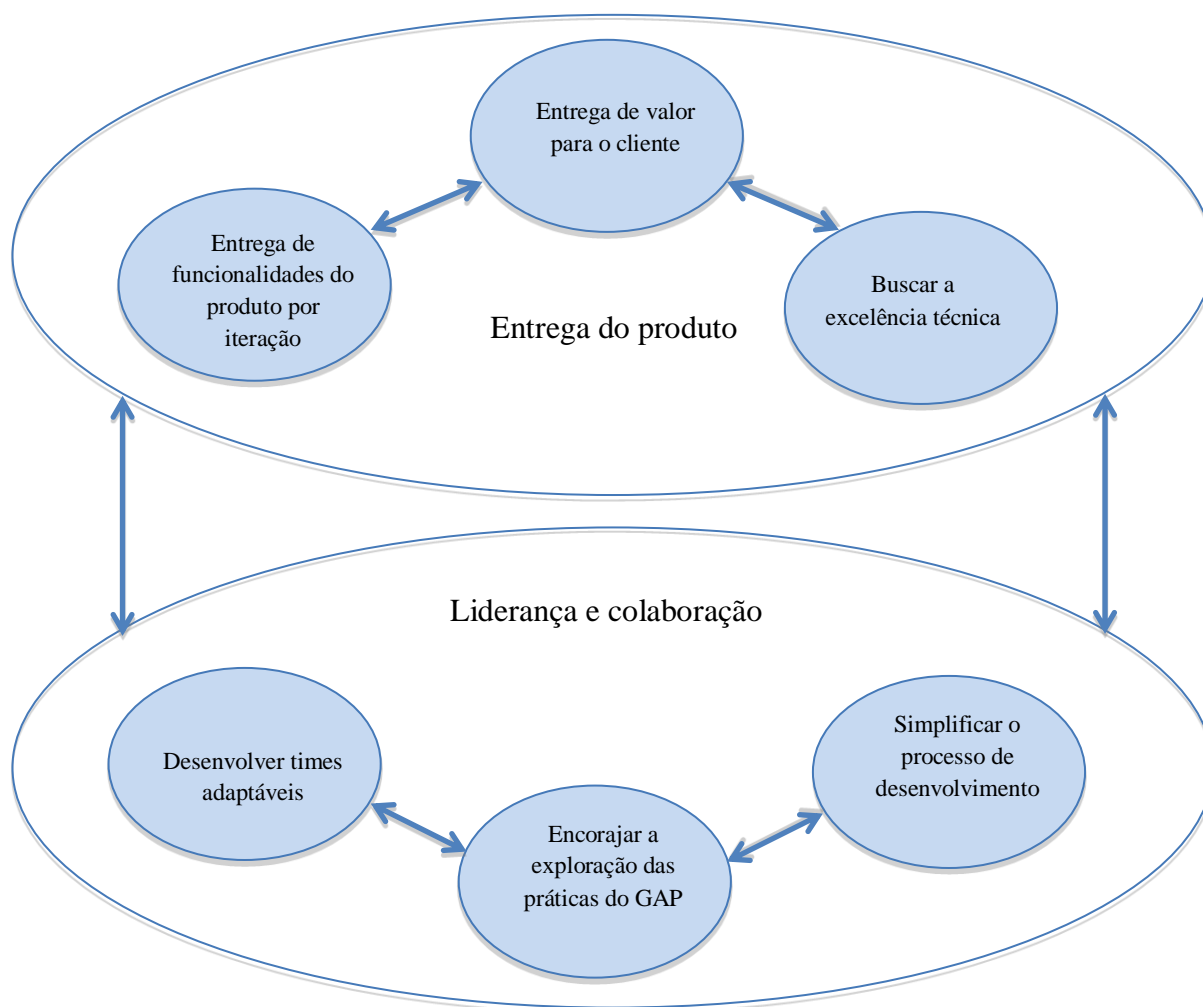 Entrega de valor
para o cliente
Entrega de
funcionalidades do
produto por
iteração
Buscar a
excelência técnica
Entrega do produto
Liderança e colaboração
Desenvolver times
adaptáveis
Encorajar a
exploração das
práticas do GAP
Simplificar o
processo de
desenvolvimento